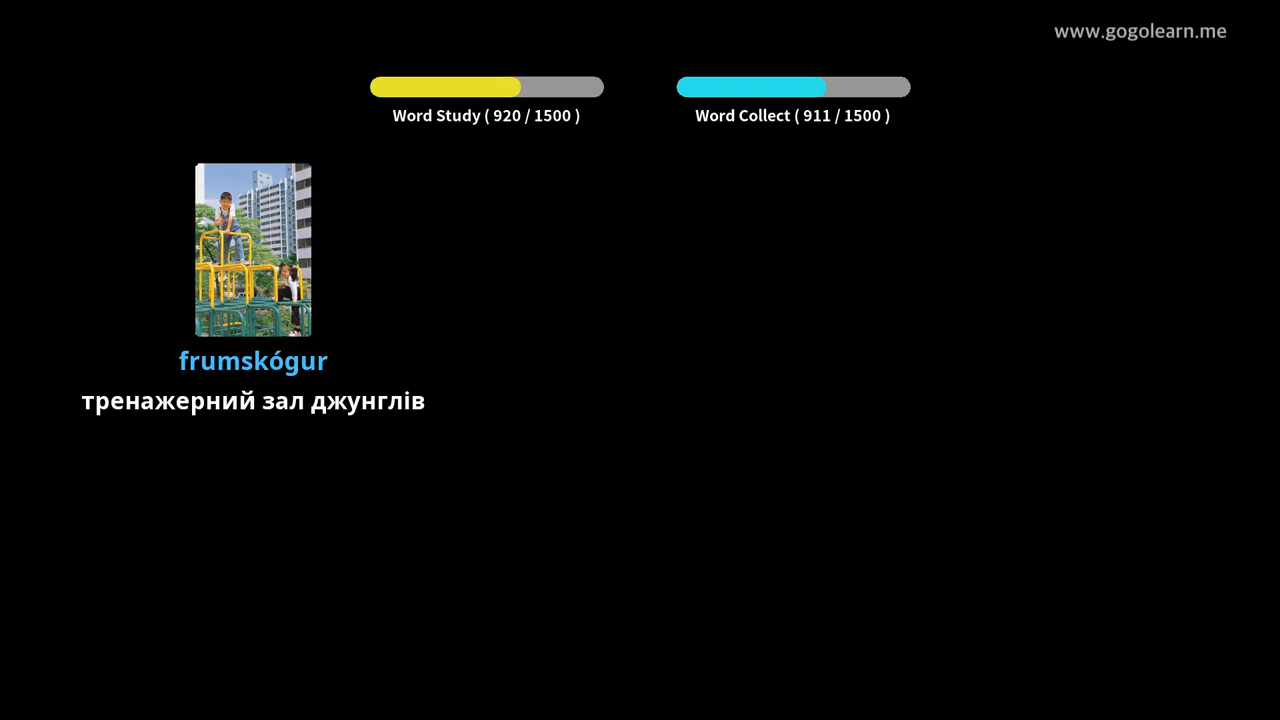 www.gogolearn.me
Word Study ( 920 / 1500 )
Word Collect ( 911 / 1500 )
frumskógur
тренажерний зал джунглів